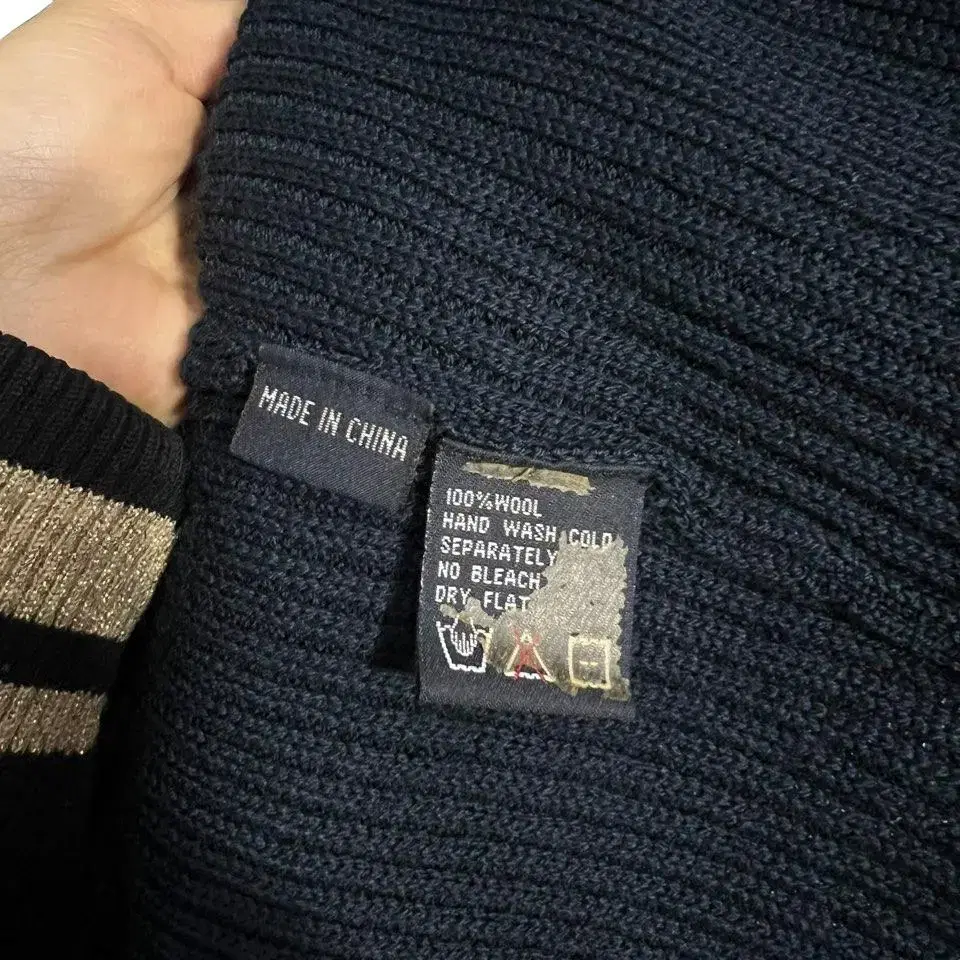 MADE IN CHINA
100%WOOL
HAND WASH COLD
SEPARATELY
NO BLEACH
DRY FLAT